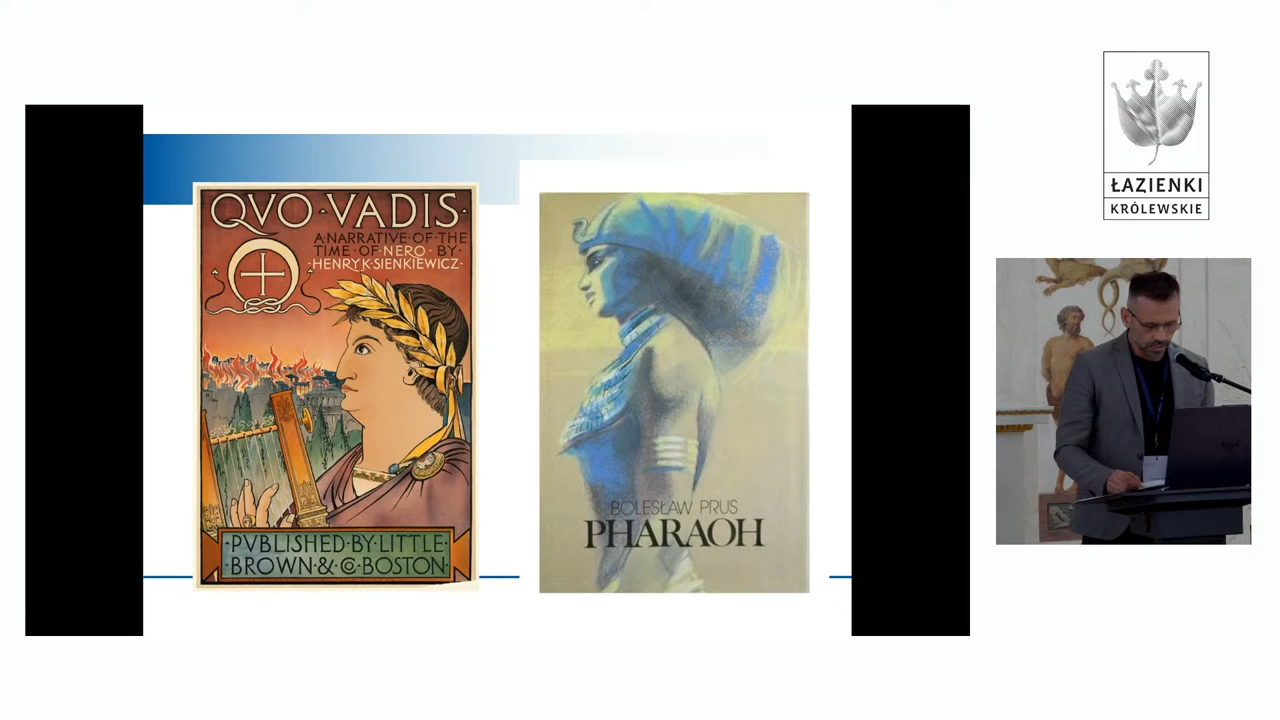 QVO·VADIS·
A·NARRATIVE·OF·THE
TIME·OF·NERO·BY·
·HENRYK·SIENKIEWICZ·
·PVBLISHED·BY·LITTLE·
·BROWN·&·Co·BOSTON·
BOLESŁAW PRUS
PHARAOH
ŁAZIENKI
KRÓLEWSKIE